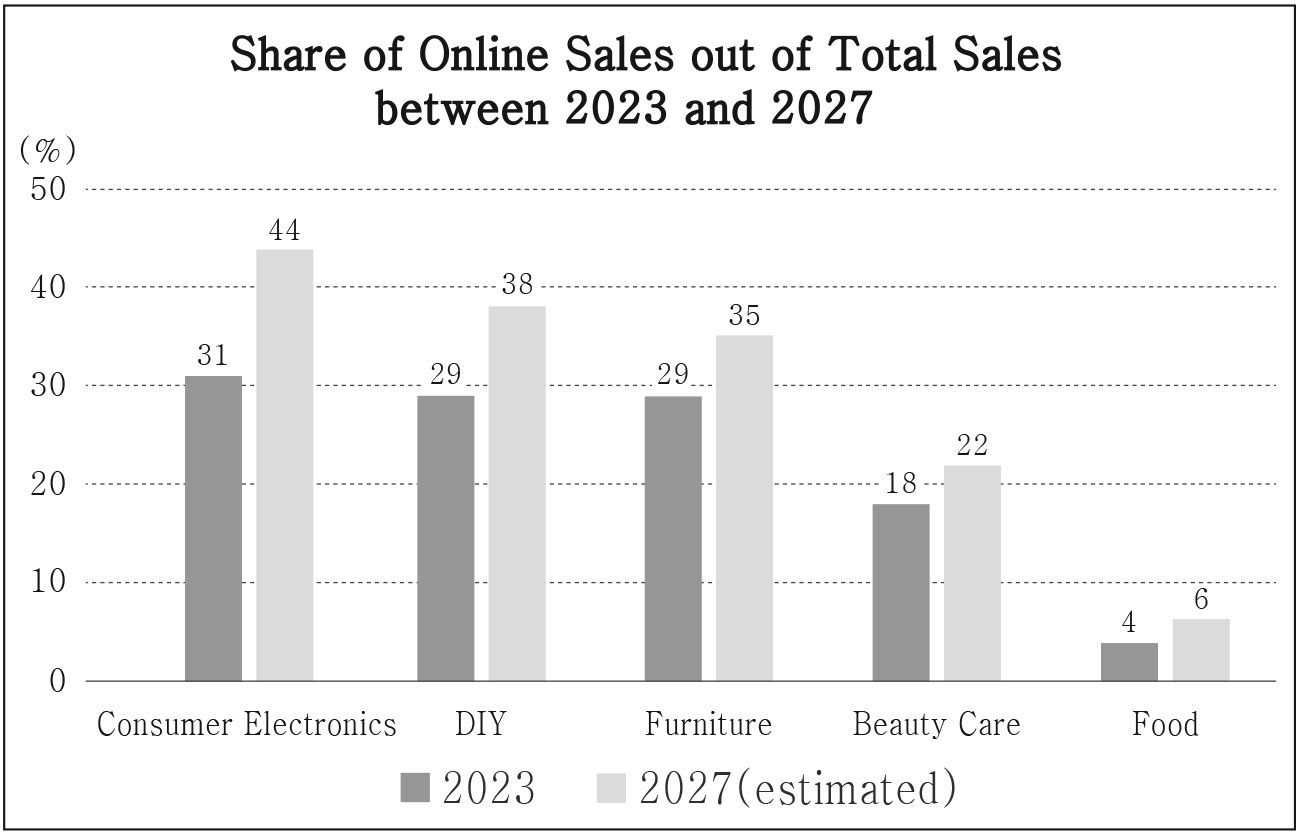 Share of Online Sales out of Total Sales
between 2023 and 2027
(%)
50
40
30
20
10
0
31
44
29
38
29
35
18
22
4
6
Consumer Electronics
DIY
Furniture
Beauty Care
Food
2023
2027(estimated)